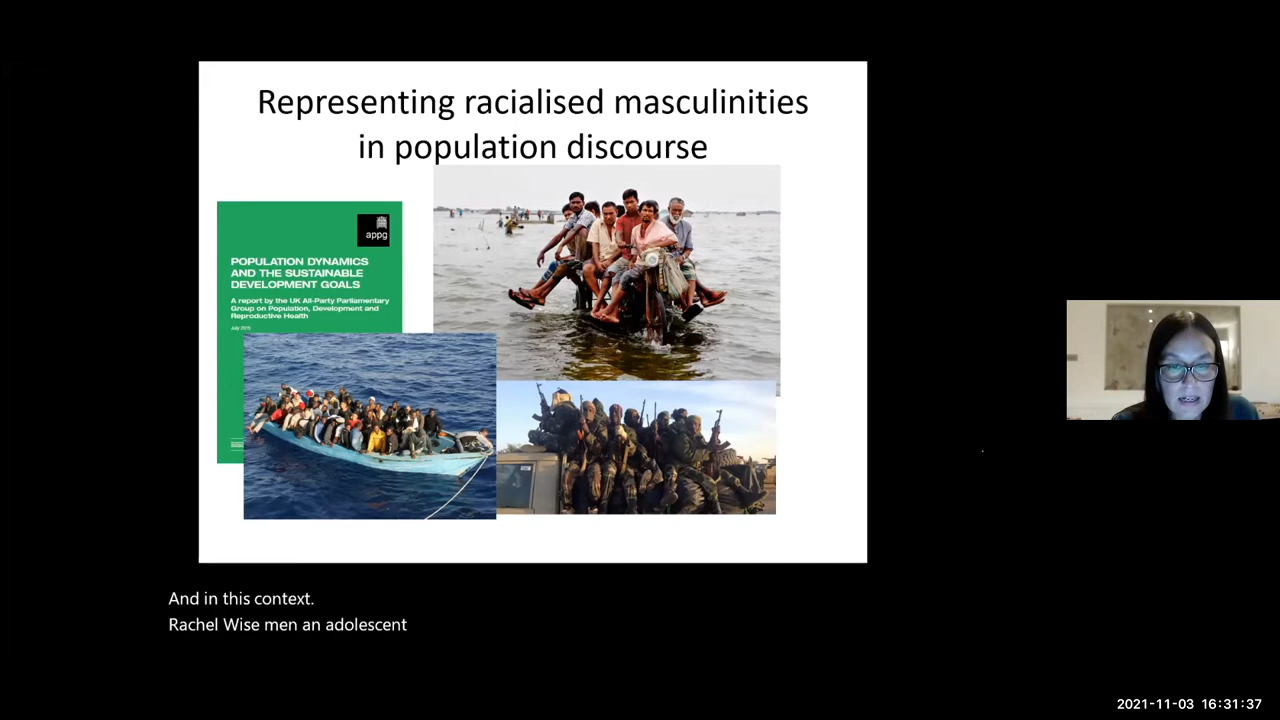 Representing racialised masculinities
in population discourse
appg
POPULATION DYNAMICS
AND THE SUSTAINABLE
DEVELOPMENT GOALS
A report by the UK All-Party Parliamentary
Group on Population, Development and
Reproductive Health
July 2015
And in this context.
Rachel Wise men an adolescent
2021-11-03 16:31:37